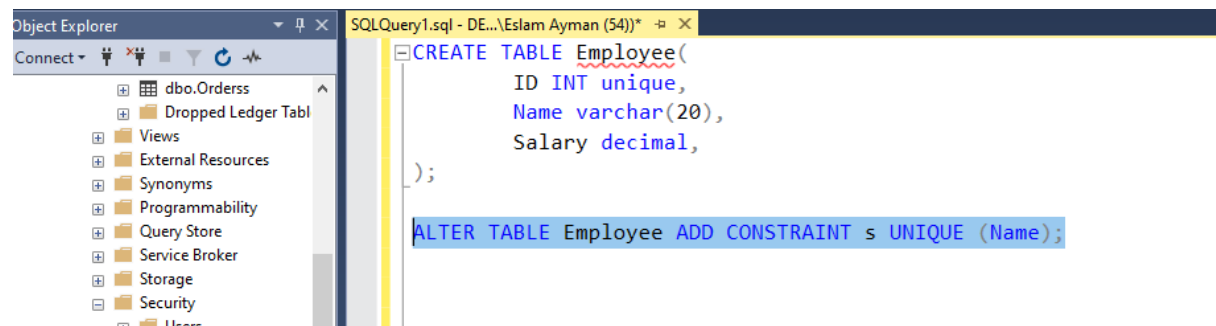 Object Explorer
Connect
dbo.Orderss
Dropped Ledger Tabl
Views
External Resources
Synonyms
Programmability
Query Store
Service Broker
Storage
Security
Users
SQLQuery1.sql - DE...\Eslam Ayman (54))*
CREATE TABLE Employee(
ID INT unique,
Name varchar(20),
Salary decimal,
);
ALTER TABLE Employee ADD CONSTRAINT s UNIQUE (Name);